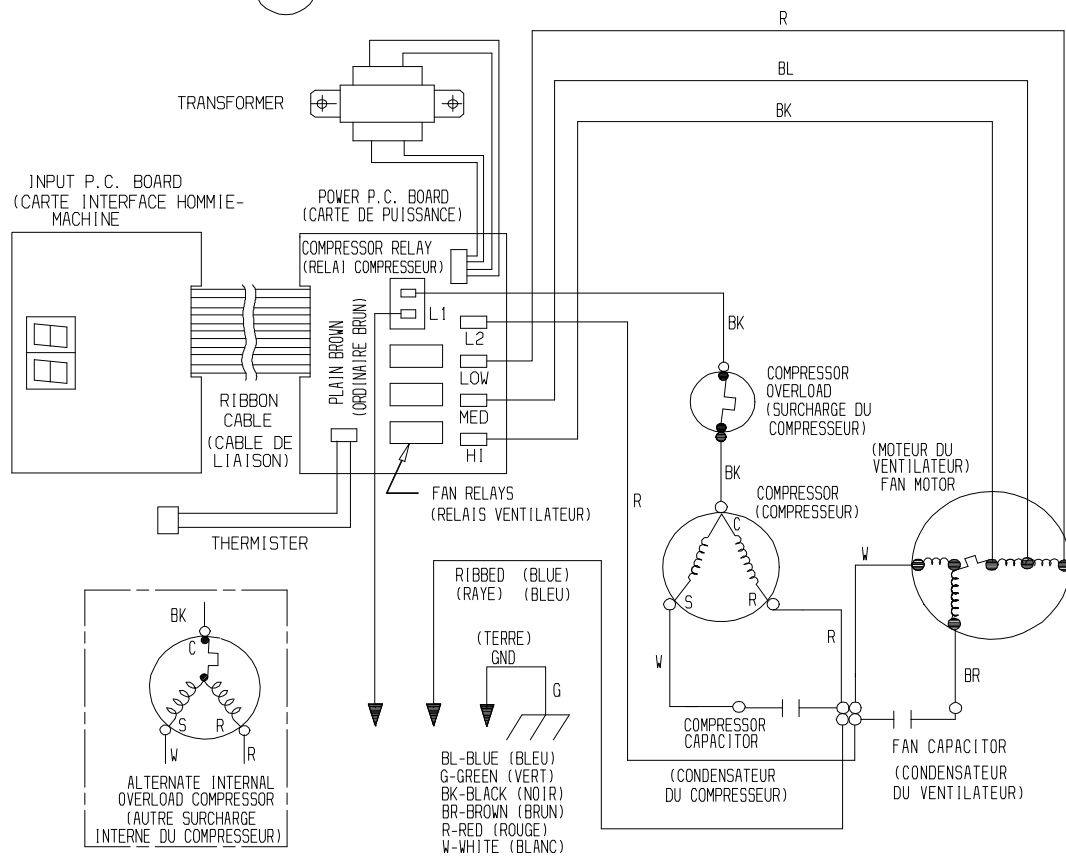 R
BL
BK
TRANSFORMER
INPUT P.C. BOARD
(CARTE INTERFACE HOMMIE-
MACHINE
POWER P.C. BOARD
(CARTE DE PUISSANCE)
COMPRESSOR RELAY
(RELAI COMPRESSEUR)
L1
L2
LOW
MED
HI
PLAIN BROWN
(ORDINAIRE BRUN)
RIBBON
CABLE
(CABLE DE
LIAISON)
FAN RELAYS
(RELAIS VENTILATEUR)
THERMISTER
BK
COMPRESSOR
OVERLOAD
(SURCHARGE DU
COMPRESSEUR)
BK
COMPRESSOR
(COMPRESSEUR)
C
S
R
(MOTEUR DU
VENTILATEUR)
FAN MOTOR
R
W
RIBBED (BLUE)
(RAYE) (BLEU)
(TERRE)
GND
G
W
R
BR
COMPRESSOR
CAPACITOR
(CONDENSATEUR
DU COMPRESSEUR)
FAN CAPACITOR
(CONDENSATEUR
DU VENTILATEUR)
BK
C
S
R
W
R
ALTERNATE INTERNAL
OVERLOAD COMPRESSOR
(AUTRE SURCHARGE
INTERNE DU COMPRESSEUR)
BL-BLUE (BLEU)
G-GREEN (VERT)
BK-BLACK (NOIR)
BR-BROWN (BRUN)
R-RED (ROUGE)
W-WHITE (BLANC)